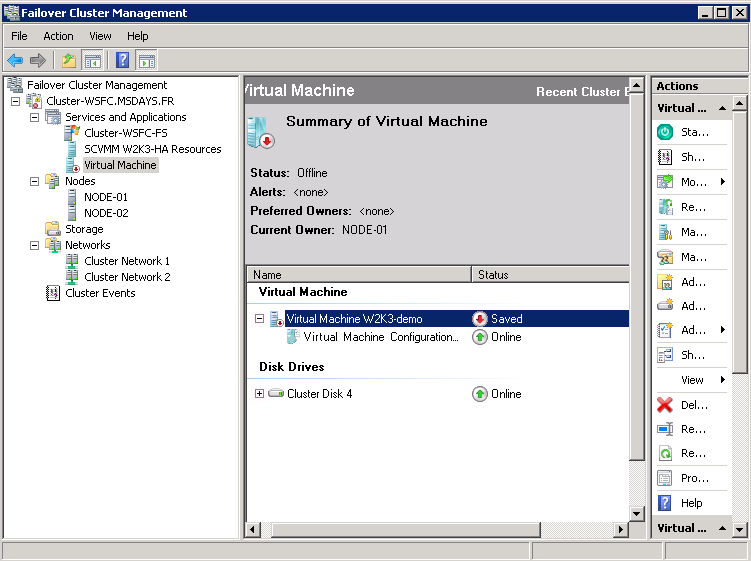 Failover Cluster Management
File Action View Help
Failover Cluster Management
Cluster-WSFC.MSDAYS.FR
Services and Applications
Cluster-WSFC-FS
SCVMM W2K3-HA Resources
Virtual Machine
Nodes
NODE-01
NODE-02
Storage
Networks
Cluster Network 1
Cluster Network 2
Cluster Events
Virtual Machine Recent Cluster E
Summary of Virtual Machine
Status: Offline
Alerts: <none>
Preferred Owners: <none>
Current Owner: NODE-01
Name Status
Virtual Machine
Virtual Machine W2K3-demo Saved
Virtual Machine Configuration... Online
Disk Drives
Cluster Disk 4 Online
Actions
Virtual ...
Sta...
Sh...
Mo...
Re...
Ma...
Ma...
Ad...
Ad...
Ad...
Sh...
View
Del...
Re...
Re...
Pro...
Help
Virtual ...